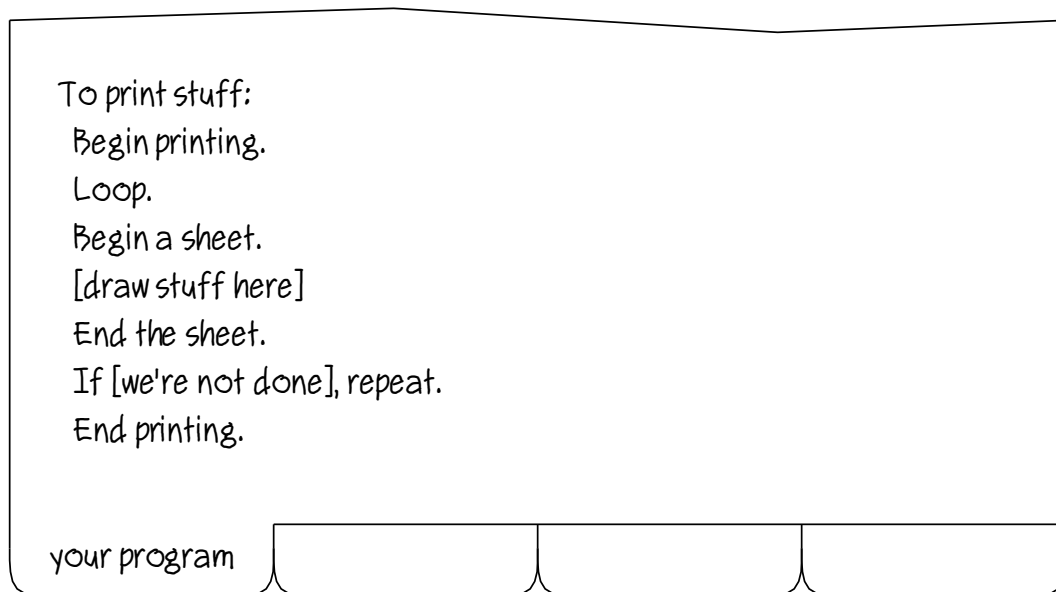 To print stuff:
Begin printing.
Loop.
Begin a sheet.
[draw stuff here]
End the sheet.
If [we're not done], repeat.
End printing.
your program